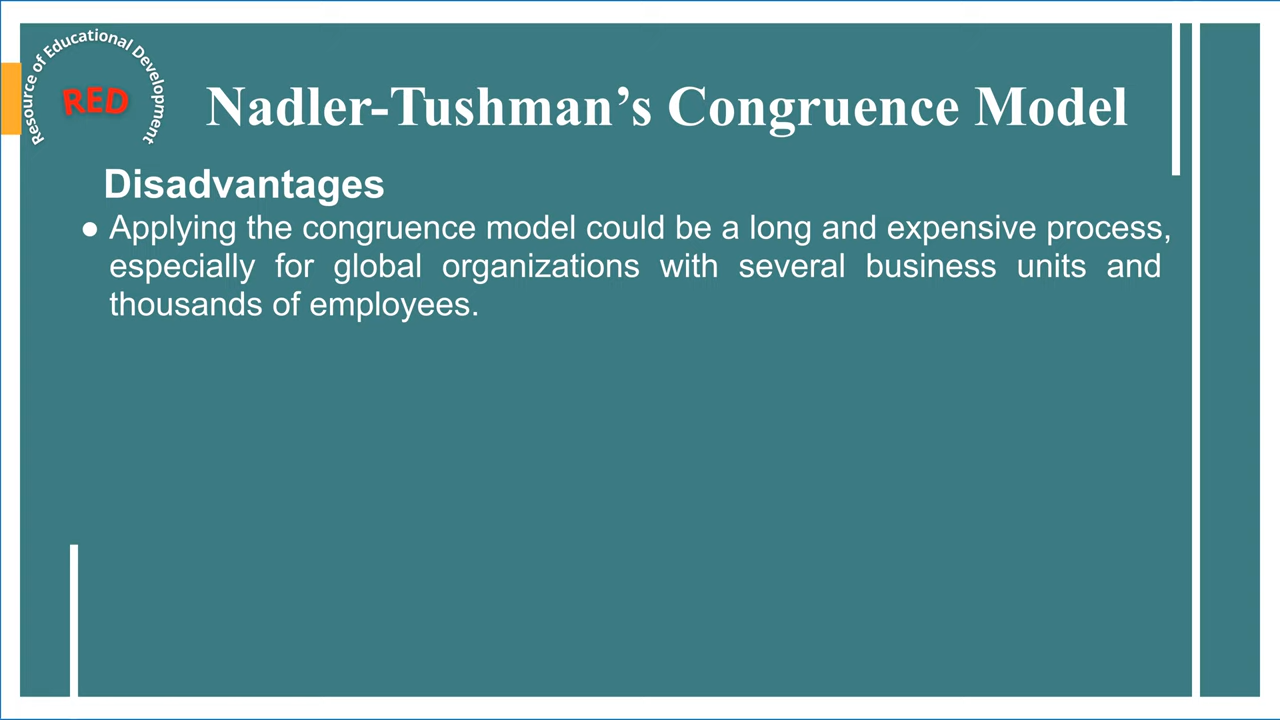 Resource of Educational Development
RED
Nadler-Tushman’s Congruence Model
Disadvantages
● Applying the congruence model could be a long and expensive process,
especially for global organizations with several business units and
thousands of employees.